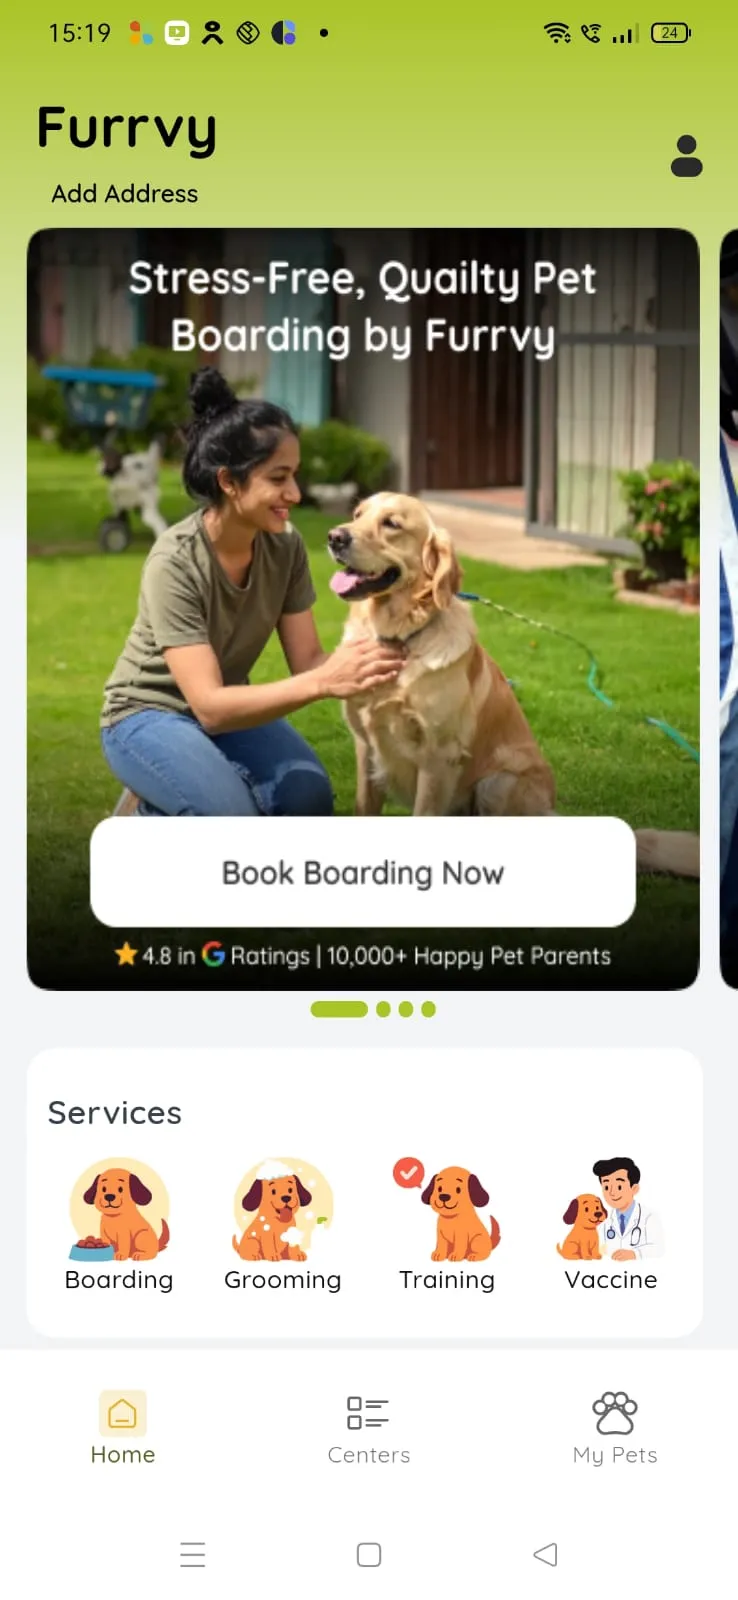 15:19
24
Furrvy
Add Address
Stress-Free, Quailty Pet
Boarding by Furrvy
Book Boarding Now
4.8 in G Ratings | 10,000+ Happy Pet Parents
Services
Boarding Grooming Training Vaccine
Home Centers My Pets